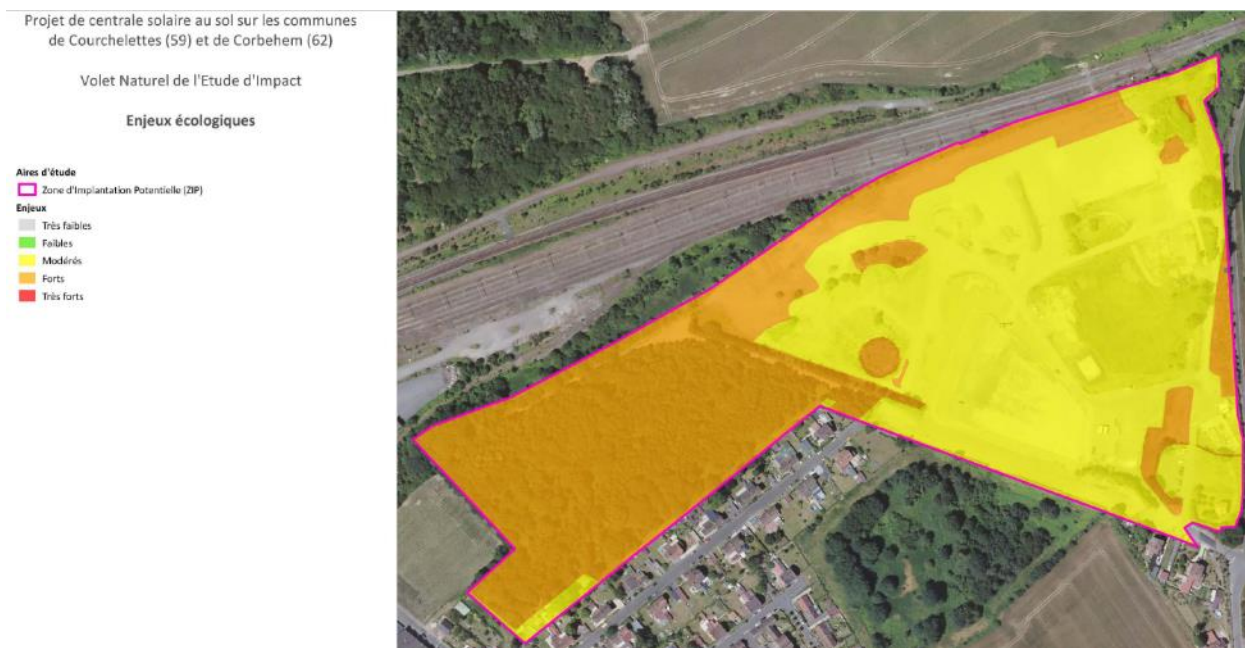 Projet de centrale solaire au sol sur les communes
de Courchelettes (59) et de Corbehem (62)
Volet Naturel de l'Etude d'Impact
Enjeux écologiques
Aires d'étude
Zone d'Implantation Potentielle (ZIP)
Enjeux
Très faibles
Faibles
Modérés
Forts
Très forts